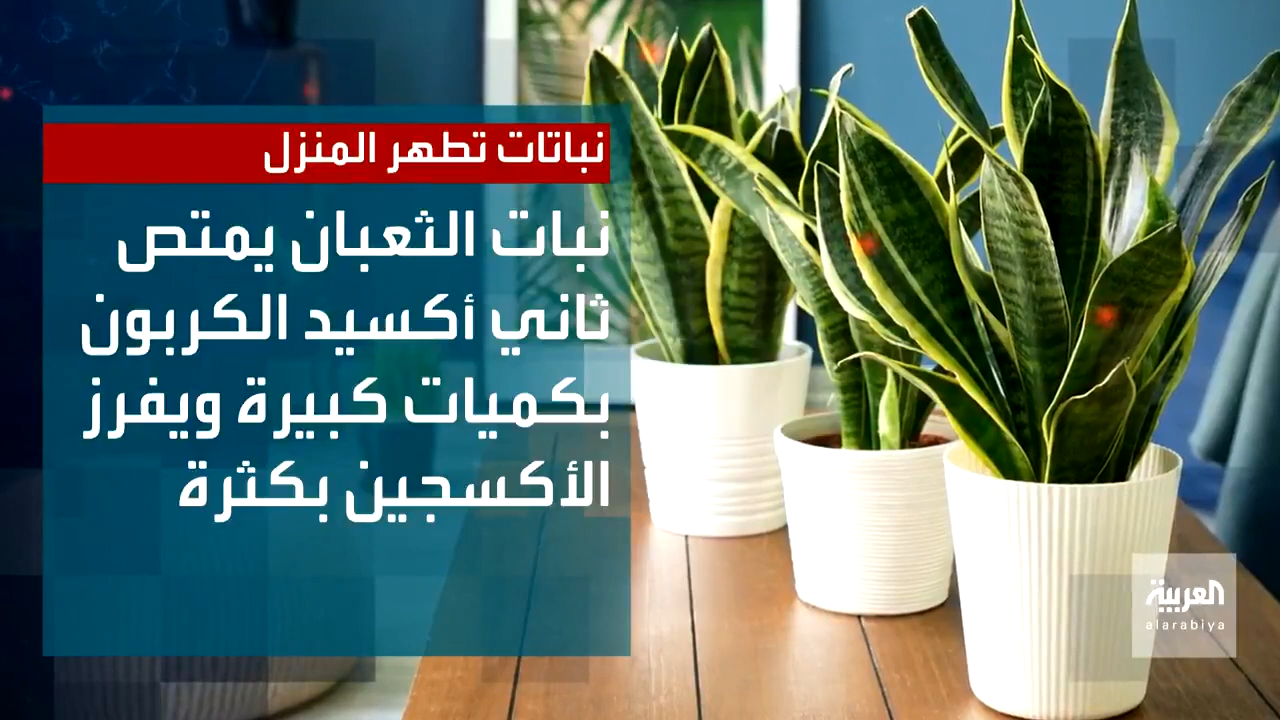 نباتات تطهر المنزل
نبات الثعبان يمتص
ثاني أكسيد الكربون
بكميات كبيرة ويفرز
الأكسجين بكثرة
العربية
alarabiya